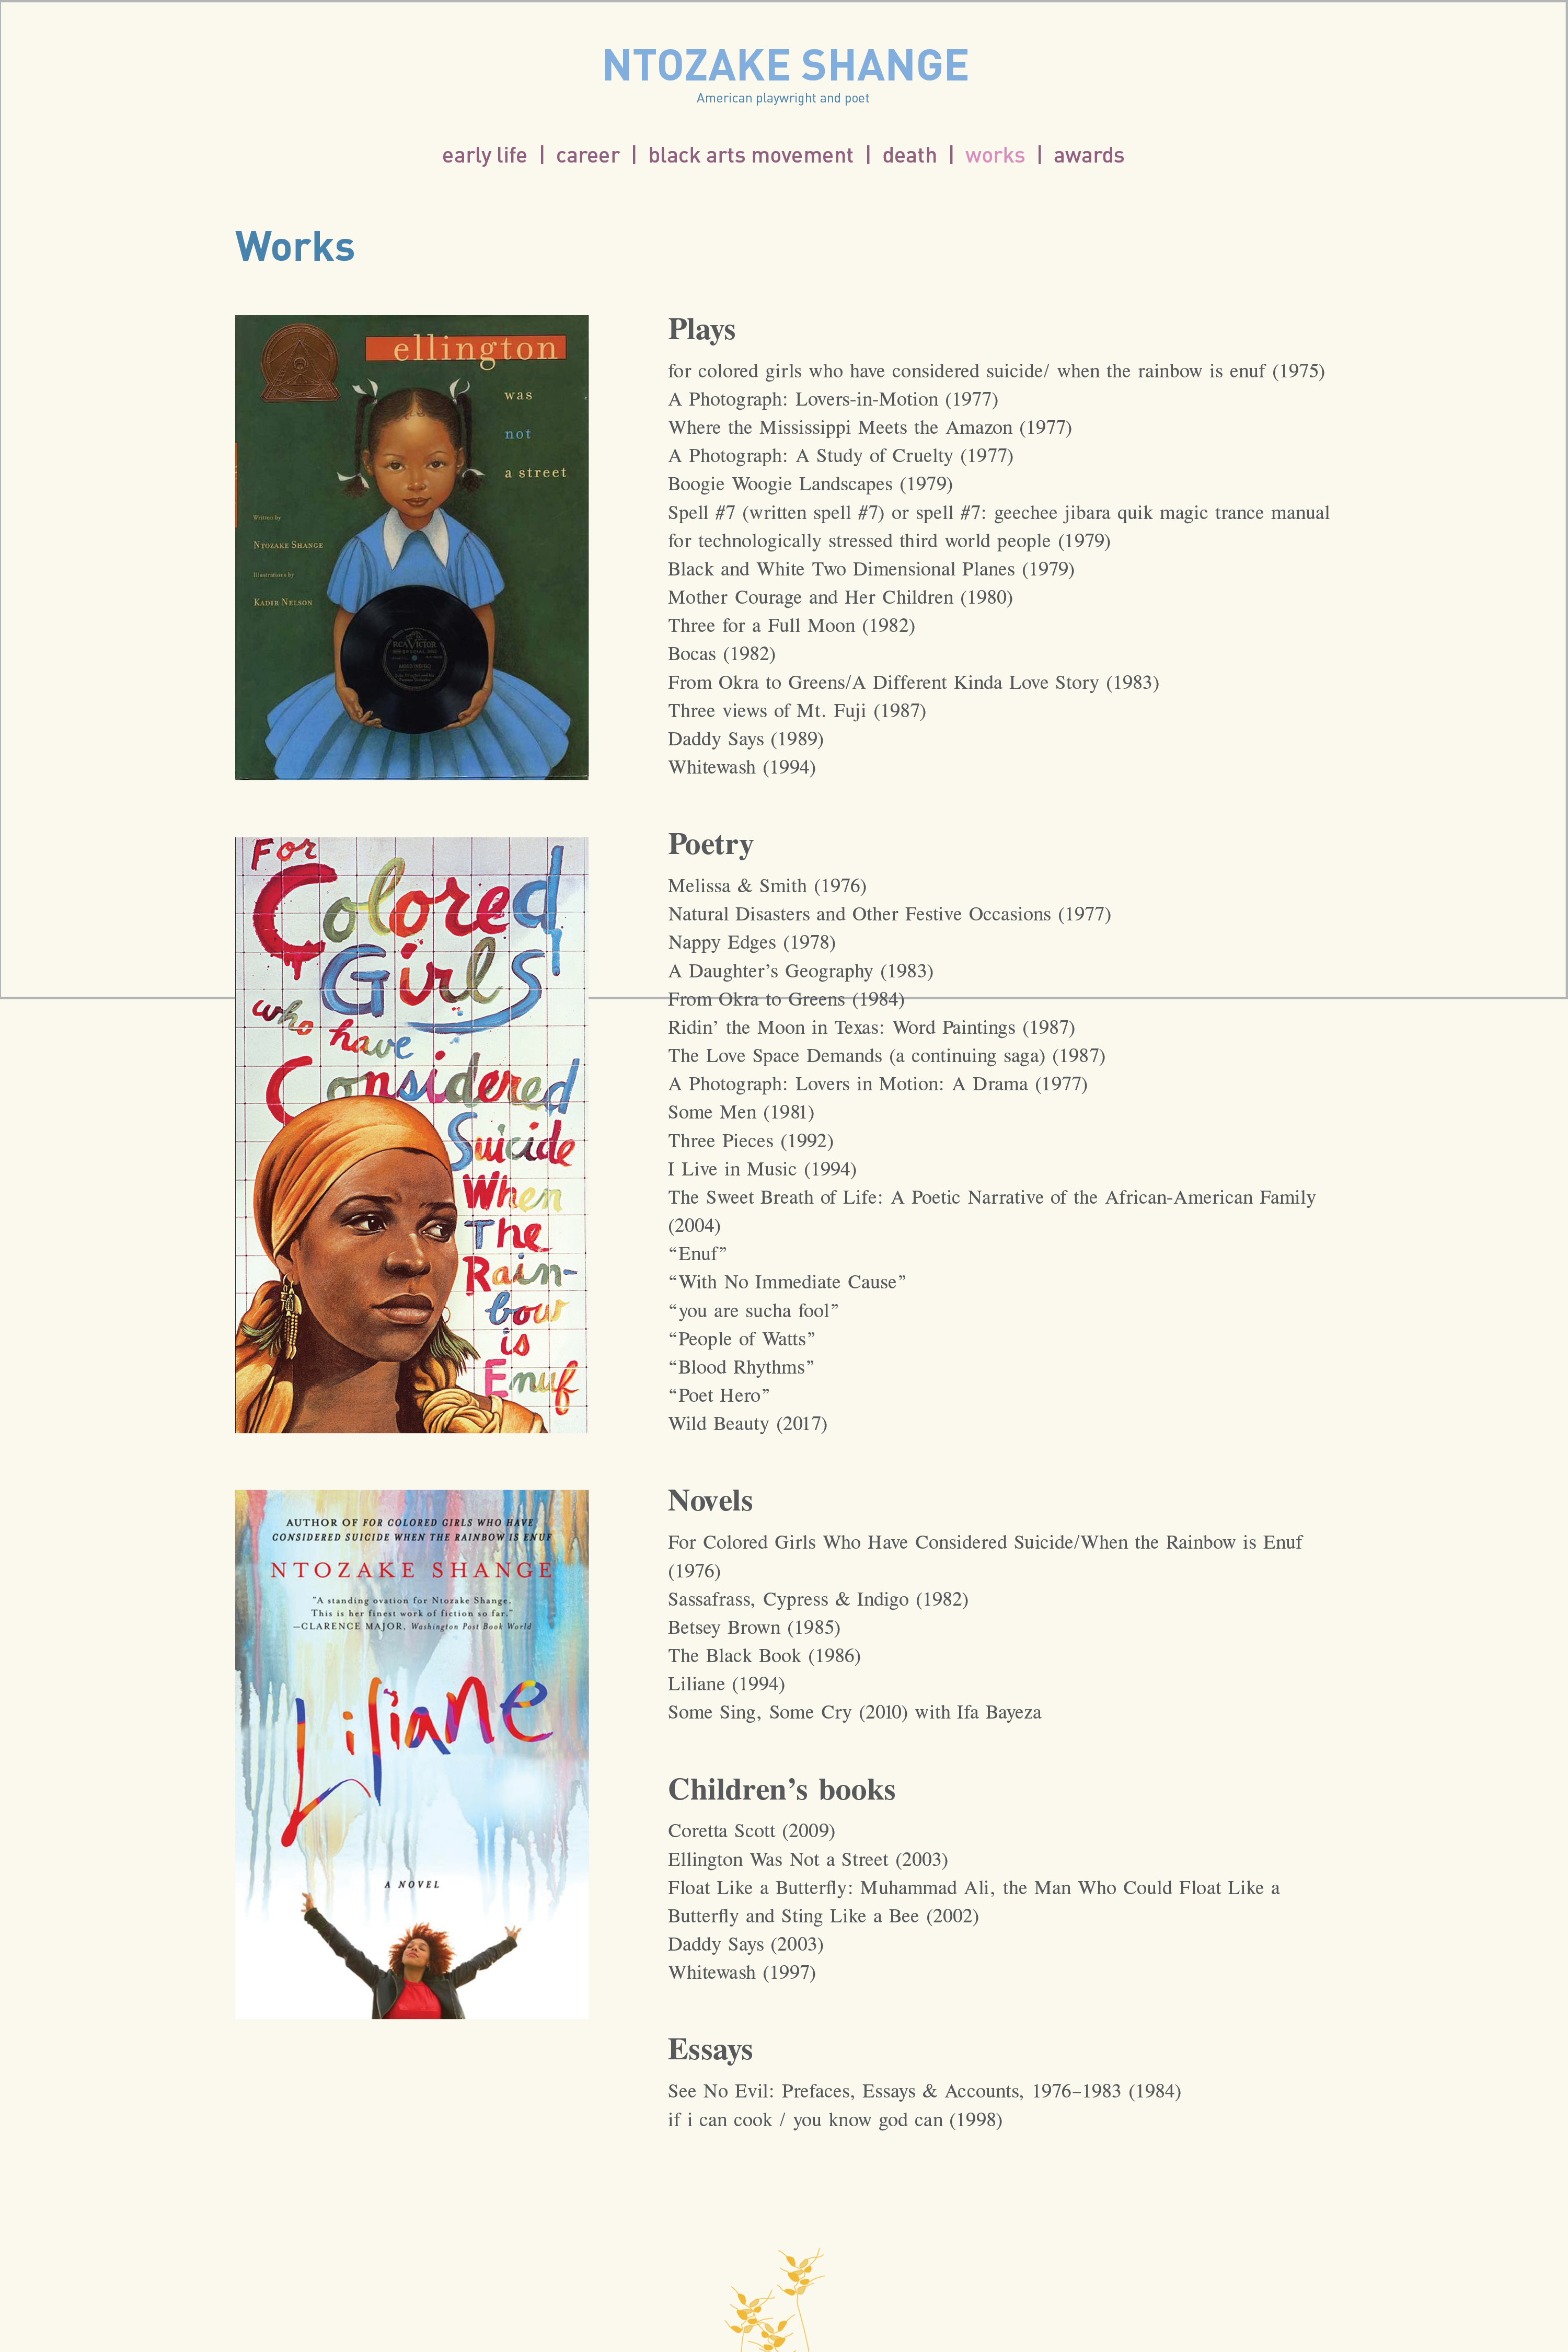 NTOZAKE SHANGE
American playwright and poet
early life | career | black arts movement | death | works | awards
Works
ellington
was
not
a street
Written by
NTOZAKE SHANGE
Illustrations by
KADIR NELSON
RCA VICTOR
Plays
for colored girls who have considered suicide/ when the rainbow is enuf (1975)
A Photograph: Lovers-in-Motion (1977)
Where the Mississippi Meets the Amazon (1977)
A Photograph: A Study of Cruelty (1977)
Boogie Woogie Landscapes (1979)
Spell #7 (written spell #7) or spell #7: geechee jibara quik magic trance manual
for technologically stressed third world people (1979)
Black and White Two Dimensional Planes (1979)
Mother Courage and Her Children (1980)
Three for a Full Moon (1982)
Bocas (1982)
From Okra to Greens/A Different Kinda Love Story (1983)
Three views of Mt. Fuji (1987)
Daddy Says (1989)
Whitewash (1994)
For
Colored
Girls
who have
Considered
Suicide
When
The
Rain-
bow
is
Enuf
Poetry
Melissa & Smith (1976)
Natural Disasters and Other Festive Occasions (1977)
Nappy Edges (1978)
A Daughter’s Geography (1983)
From Okra to Greens (1984)
Ridin’ the Moon in Texas: Word Paintings (1987)
The Love Space Demands (a continuing saga) (1987)
A Photograph: Lovers in Motion: A Drama (1977)
Some Men (1981)
Three Pieces (1992)
I Live in Music (1994)
The Sweet Breath of Life: A Poetic Narrative of the African-American Family
(2004)
“Enuf”
“With No Immediate Cause”
“you are sucha fool”
“People of Watts”
“Blood Rhythms”
“Poet Hero”
Wild Beauty (2017)
AUTHOR OF FOR COLORED GIRLS WHO HAVE
CONSIDERED SUICIDE WHEN THE RAINBOW IS ENUF
NTOZAKE SHANGE
"A standing ovation for Ntozake Shange.
This is her finest work of fiction so far."
—CLARENCE MAJOR, Washington Post Book World
Liliane
A NOVEL
Novels
For Colored Girls Who Have Considered Suicide/When the Rainbow is Enuf
(1976)
Sassafrass, Cypress & Indigo (1982)
Betsey Brown (1985)
The Black Book (1986)
Liliane (1994)
Some Sing, Some Cry (2010) with Ifa Bayeza
Children’s books
Coretta Scott (2009)
Ellington Was Not a Street (2003)
Float Like a Butterfly: Muhammad Ali, the Man Who Could Float Like a
Butterfly and Sting Like a Bee (2002)
Daddy Says (2003)
Whitewash (1997)
Essays
See No Evil: Prefaces, Essays & Accounts, 1976–1983 (1984)
if i can cook / you know god can (1998)